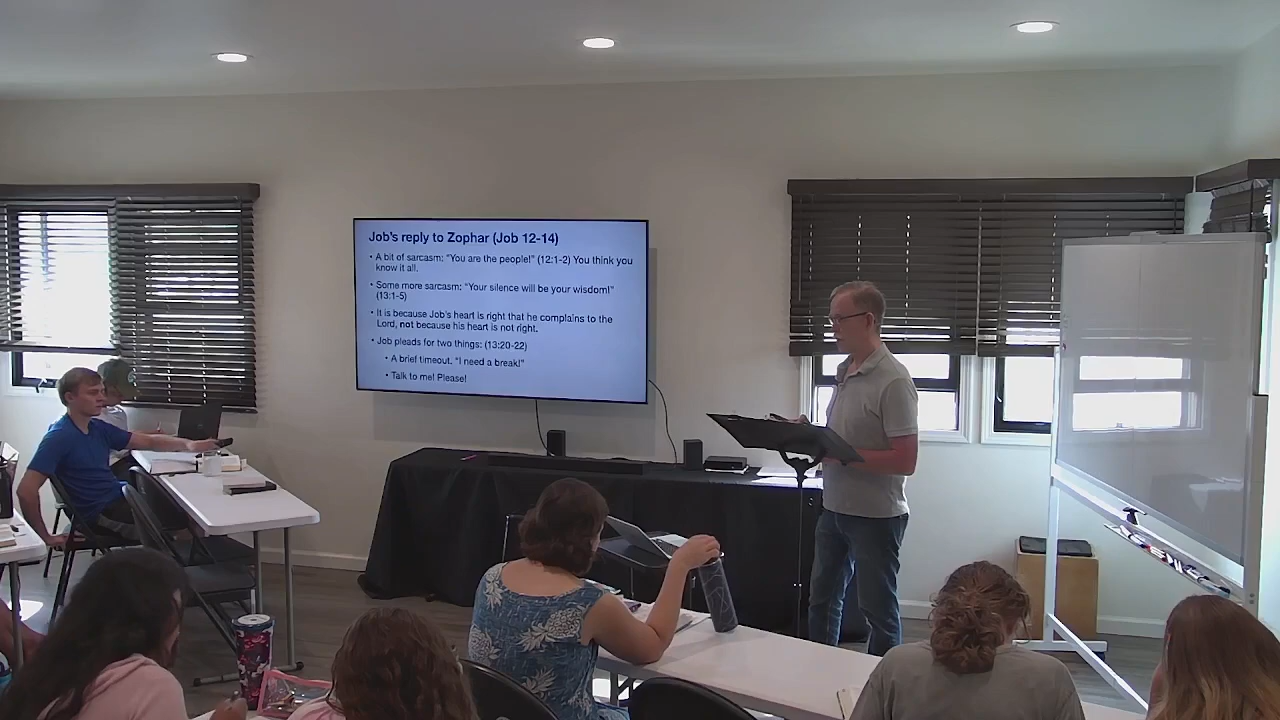 Job's reply to Zophar (Job 12-14)
• A bit of sarcasm: "You are the people!" (12:1-2) You think you
know it all.
• Some more sarcasm: "Your silence will be your wisdom!"
(13:1-5)
• It is because Job's heart is right that he complains to the
Lord, not because his heart is not right.
• Job pleads for two things: (13:20-22)
• A brief timeout. "I need a break!"
• Talk to me! Please!